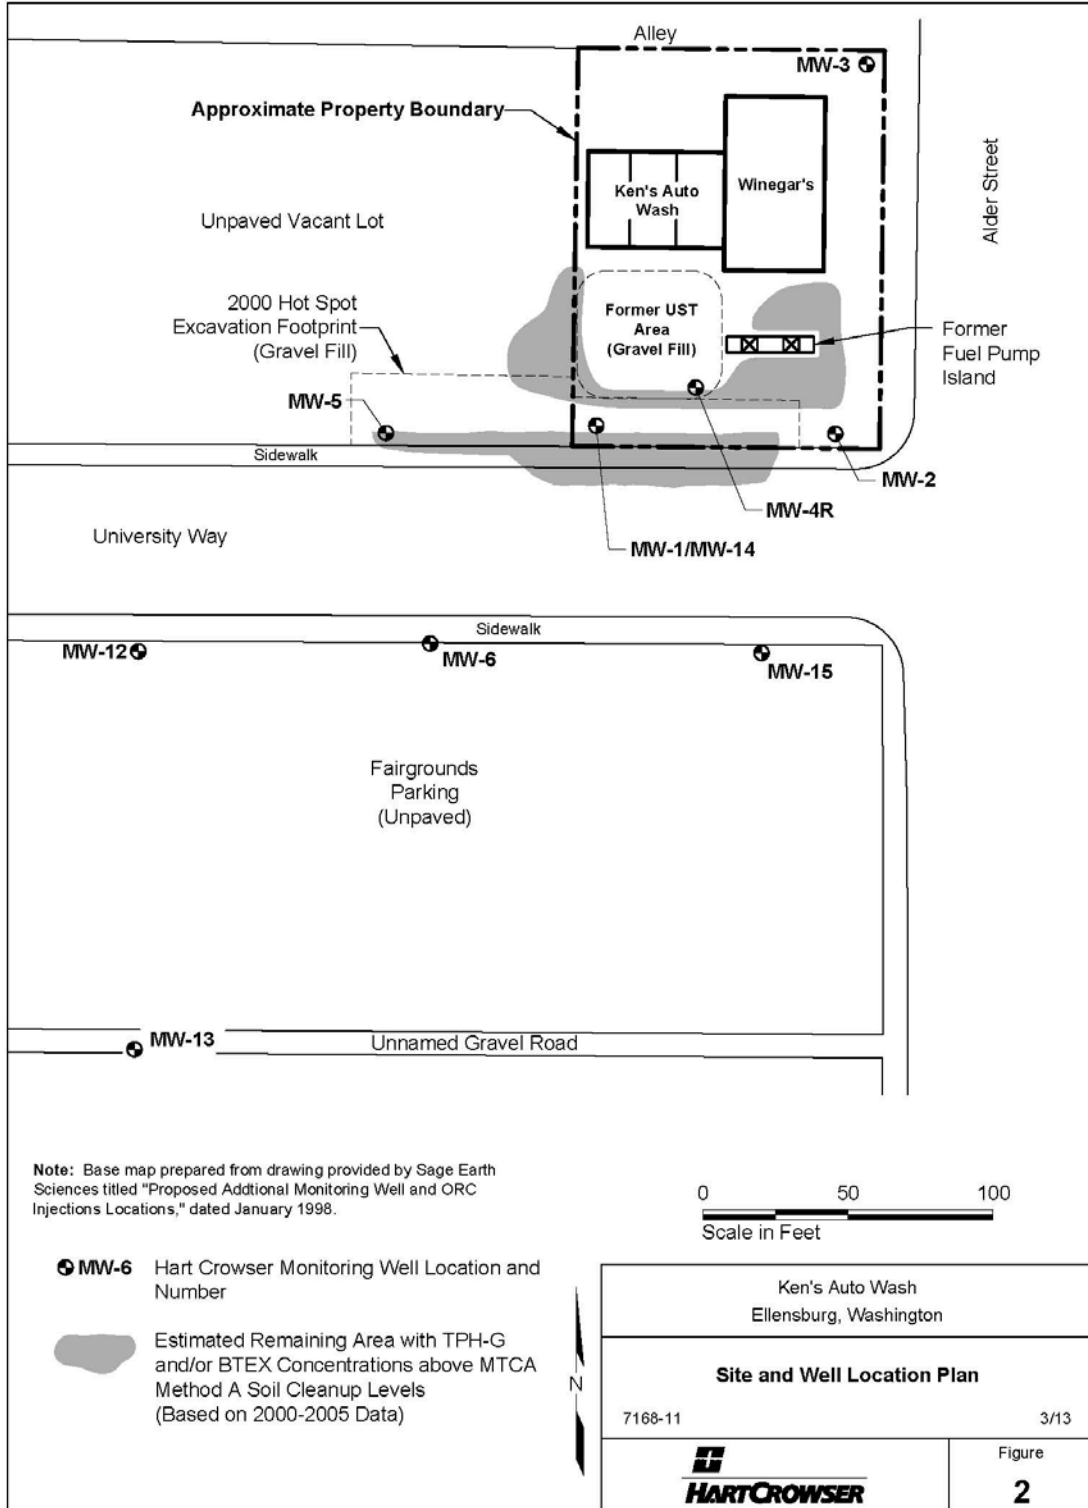 Alley
MW-3
Approximate Property Boundary
Ken's Auto
Wash
Winegar's
Alder Street
Unpaved Vacant Lot
2000 Hot Spot
Excavation Footprint
(Gravel Fill)
Former UST
Area
(Gravel Fill)
Former
Fuel Pump
Island
MW-5
Sidewalk
MW-2
MW-4R
University Way
MW-1/MW-14
Sidewalk
MW-12
MW-6
MW-15
Fairgrounds
Parking
(Unpaved)
MW-13
Unnamed Gravel Road
Note: Base map prepared from drawing provided by Sage Earth
Sciences titled "Proposed Addtional Monitoring Well and ORC
Injections Locations," dated January 1998.
0 50 100
Scale in Feet
MW-6 Hart Crowser Monitoring Well Location and
Number
Estimated Remaining Area with TPH-G
and/or BTEX Concentrations above MTCA
Method A Soil Cleanup Levels
(Based on 2000-2005 Data)
N
Ken's Auto Wash
Ellensburg, Washington
Site and Well Location Plan
7168-11 3/13
HARTCROWSER
Figure
2